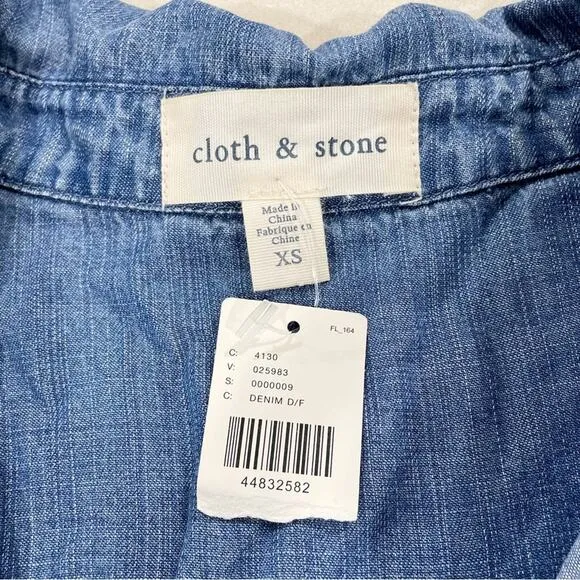 cloth & stone
Made in
China
Fabriqué en
Chine
XS
FL_164
C: 4130
V: 025983
S: 0000009
C: DENIM D/F
44832582